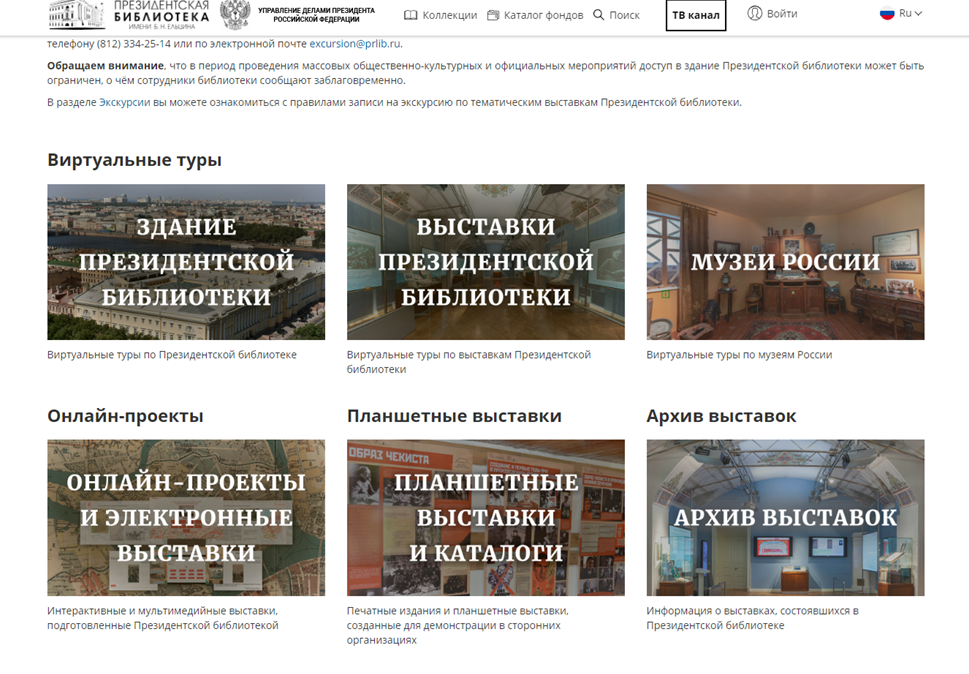 ПРЕЗИДЕНТСКАЯ
БИБЛИОТЕКА
ИМЕНИ Б. Н. ЕЛЬЦИНА
УПРАВЛЕНИЕ ДЕЛАМИ ПРЕЗИДЕНТА
РОССИЙСКОЙ ФЕДЕРАЦИИ
Коллекции Каталог фондов Поиск ТВ канал Войти Ru
телефону (812) 334-25-14 или по электронной почте excursion@prlib.ru.
Обращаем внимание, что в период проведения массовых общественно-культурных и официальных мероприятий доступ в здание Президентской библиотеки может быть
ограничен, о чём сотрудники библиотеки сообщают заблаговременно.
В разделе Экскурсии вы можете ознакомиться с правилами записи на экскурсию по тематическим выставкам Президентской библиотеки.
Виртуальные туры
ЗДАНИЕ
ПРЕЗИДЕНТСКОЙ
БИБЛИОТЕКИ
Виртуальные туры по Президентской библиотеке
ВЫСТАВКИ
ПРЕЗИДЕНТСКОЙ
БИБЛИОТЕКИ
Виртуальные туры по выставкам Президентской
библиотеки
МУЗЕИ РОССИИ
Виртуальные туры по музеям России
Онлайн-проекты
ОНЛАЙН-ПРОЕКТЫ
И ЭЛЕКТРОННЫЕ
ВЫСТАВКИ
Интерактивные и мультимедийные выставки,
подготовленные Президентской библиотекой
Планшетные выставки
ОБРАЗ ЧЕКИСТА
ПЛАНШЕТНЫЕ
ВЫСТАВКИ
И КАТАЛОГИ
Печатные издания и планшетные выставки,
созданные для демонстрации в сторонних
организациях
Архив выставок
АРХИВ ВЫСТАВОК
Информация о выставках, состоявшихся в
Президентской библиотеке